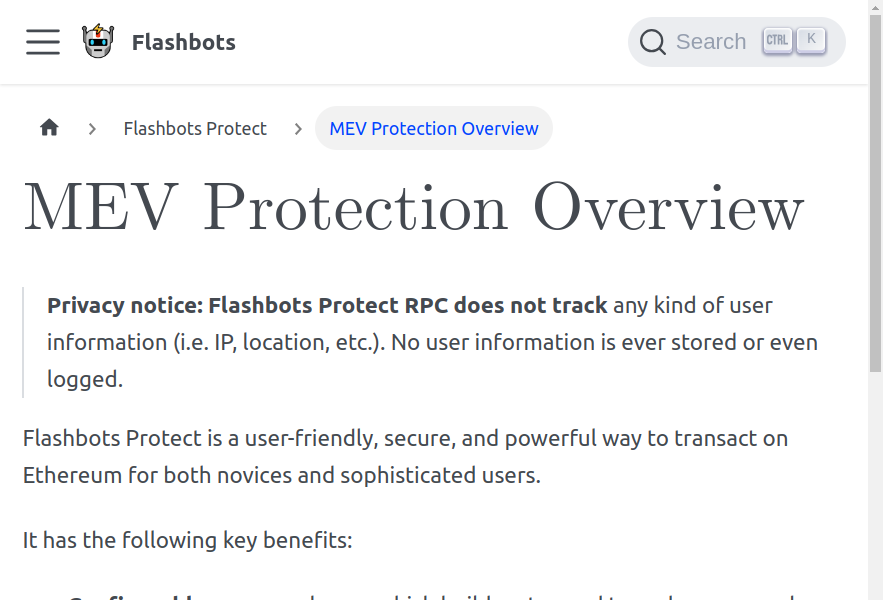 Flashbots
Search CTRL K
Flashbots Protect
MEV Protection Overview
MEV Protection Overview
Privacy notice: Flashbots Protect RPC does not track any kind of user
information (i.e. IP, location, etc.). No user information is ever stored or even
logged.
Flashbots Protect is a user-friendly, secure, and powerful way to transact on
Ethereum for both novices and sophisticated users.
It has the following key benefits: